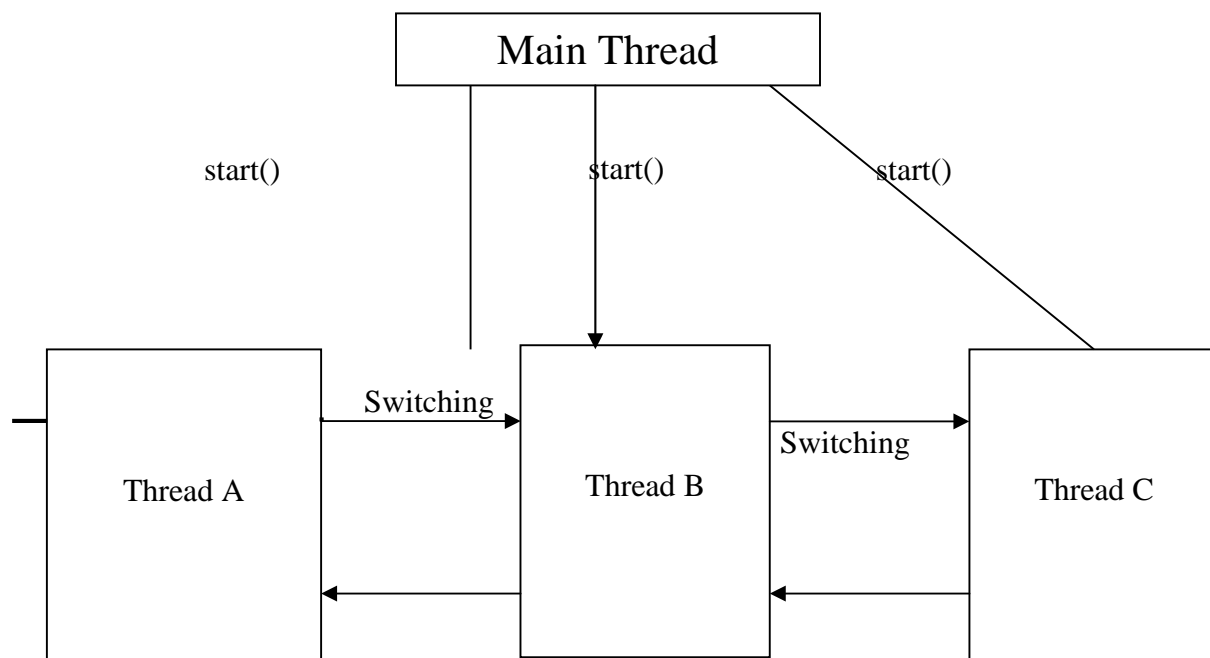 Main Thread
start()
start()
start()
Switching
Switching
Thread A
Thread B
Thread C